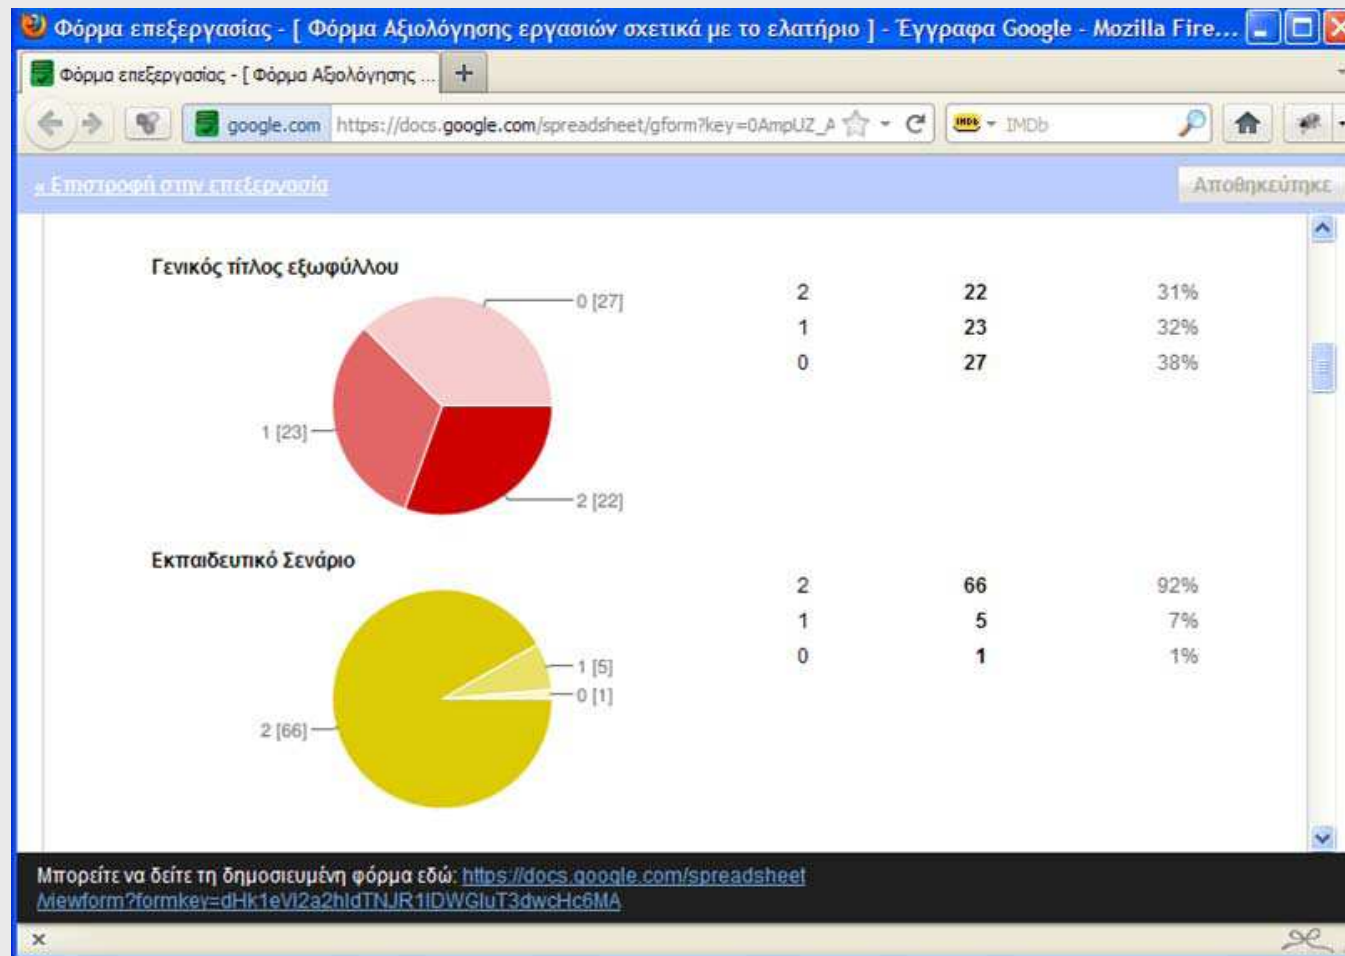 Φόρμα επεξεργασίας - [ Φόρμα Αξιολόγησης εργασιών σχετικά με το ελατήριο ] - Έγγραφα Google - Mozilla Fire...
Φόρμα επεξεργασίας - [ Φόρμα Αξιολόγησης ...
google.com https://docs.google.com/spreadsheet/gform?key=0AmpUZ_A IMDb
« Επιστροφή στην επεξεργασία Αποθηκεύτηκε
Γενικός τίτλος εξωφύλλου
0 [27]
1 [23]
2 [22]
2 22 31%
1 23 32%
0 27 38%
Εκπαιδευτικό Σενάριο
1 [5]
0 [1]
2 [66]
2 66 92%
1 5 7%
0 1 1%
Μπορείτε να δείτε τη δημοσιευμένη φόρμα εδώ: https://docs.google.com/spreadsheet